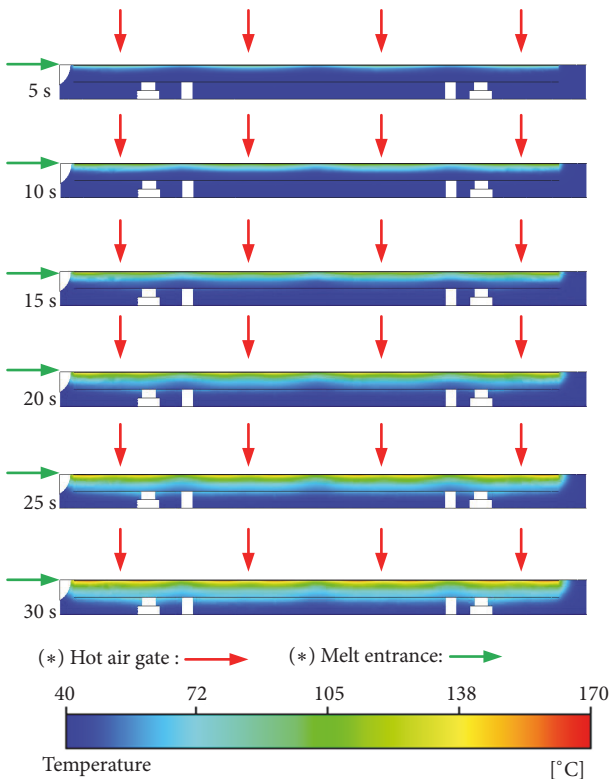 5 s
10 s
15 s
20 s
25 s
30 s
(∗) Hot air gate : (∗) Melt entrance:
40 72 105 138 170
Temperature [°C]